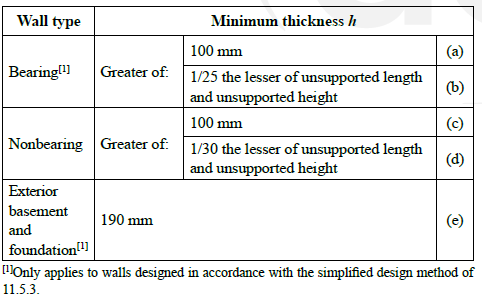 Wall type Minimum thickness h
Bearing[1] Greater of: 100 mm (a)
1/25 the lesser of unsupported length
and unsupported height (b)
Nonbearing Greater of: 100 mm (c)
1/30 the lesser of unsupported length
and unsupported height (d)
Exterior
basement
and
foundation[1] 190 mm (e)
[1]Only applies to walls designed in accordance with the simplified design method of
11.5.3.